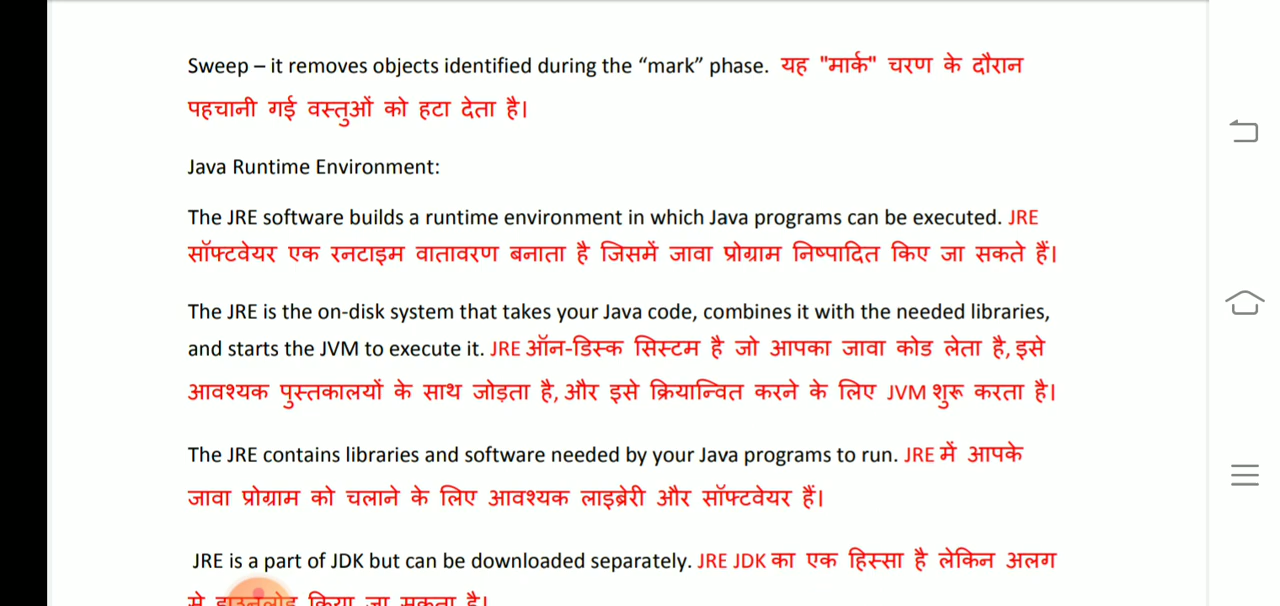 Sweep – it removes objects identified during the “mark” phase. यह "मार्क" चरण के दौरान
पहचानी गई वस्तुओं को हटा देता है।
Java Runtime Environment:
The JRE software builds a runtime environment in which Java programs can be executed. JRE
सॉफ्टवेयर एक रनटाइम वातावरण बनाता है जिसमें जावा प्रोग्राम निष्पादित किए जा सकते हैं।
The JRE is the on-disk system that takes your Java code, combines it with the needed libraries,
and starts the JVM to execute it. JRE ऑन-डिस्क सिस्टम है जो आपका जावा कोड लेता है, इसे
आवश्यक पुस्तकालयों के साथ जोड़ता है, और इसे क्रियान्वित करने के लिए JVM शुरू करता है।
The JRE contains libraries and software needed by your Java programs to run. JRE में आपके
जावा प्रोग्राम को चलाने के लिए आवश्यक लाइब्रेरी और सॉफ्टवेयर हैं।
JRE is a part of JDK but can be downloaded separately. JRE JDK का एक हिस्सा है लेकिन अलग
से डाउनलोड किया जा सकता है।